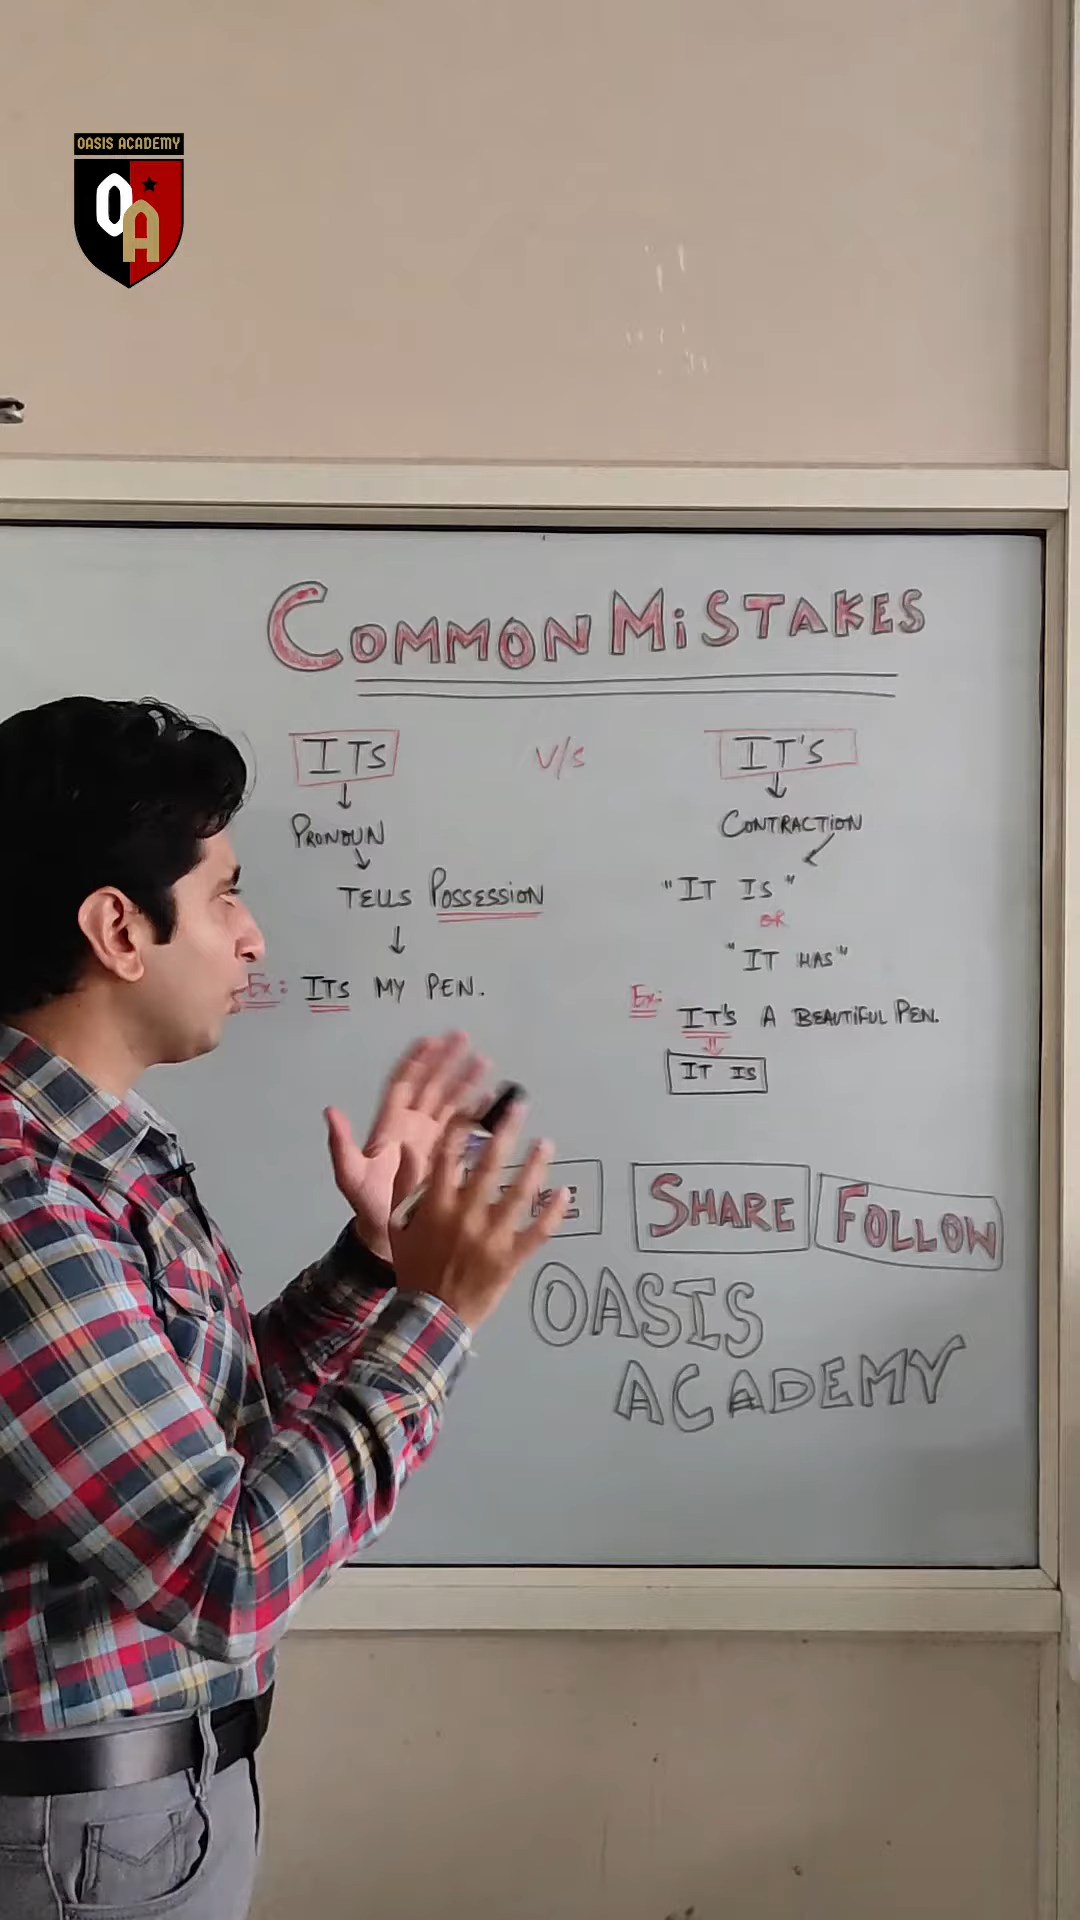 OASIS ACADEMY
OA
COMMON MiSTAKES
ITS V/S IT'S
PRONOUN
CONTRACTION
TELLS POSSESSION
"IT IS"
OR
"IT HAS"
Ex: ITS MY PEN.
Ex: IT'S A BEAUTIFUL PEN.
IT IS
SHARE FOLLOW
OASIS
ACADEMY